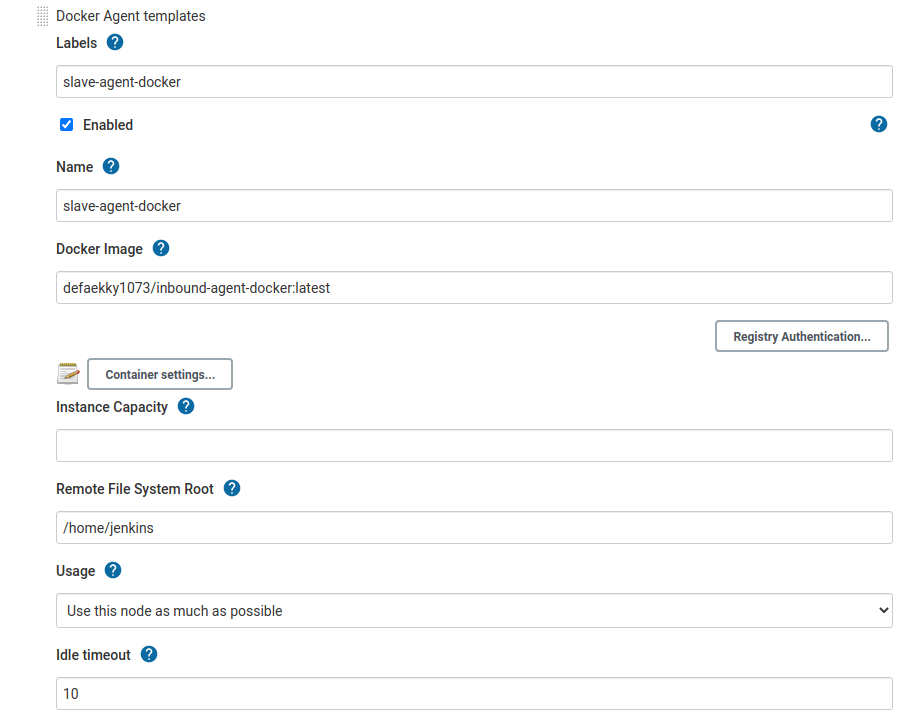 Docker Agent templates
Labels ?
slave-agent-docker
Enabled ?
Name ?
slave-agent-docker
Docker Image ?
defaekky1073/inbound-agent-docker:latest
Registry Authentication...
Container settings...
Instance Capacity ?
Remote File System Root ?
/home/jenkins
Usage ?
Use this node as much as possible
Idle timeout ?
10